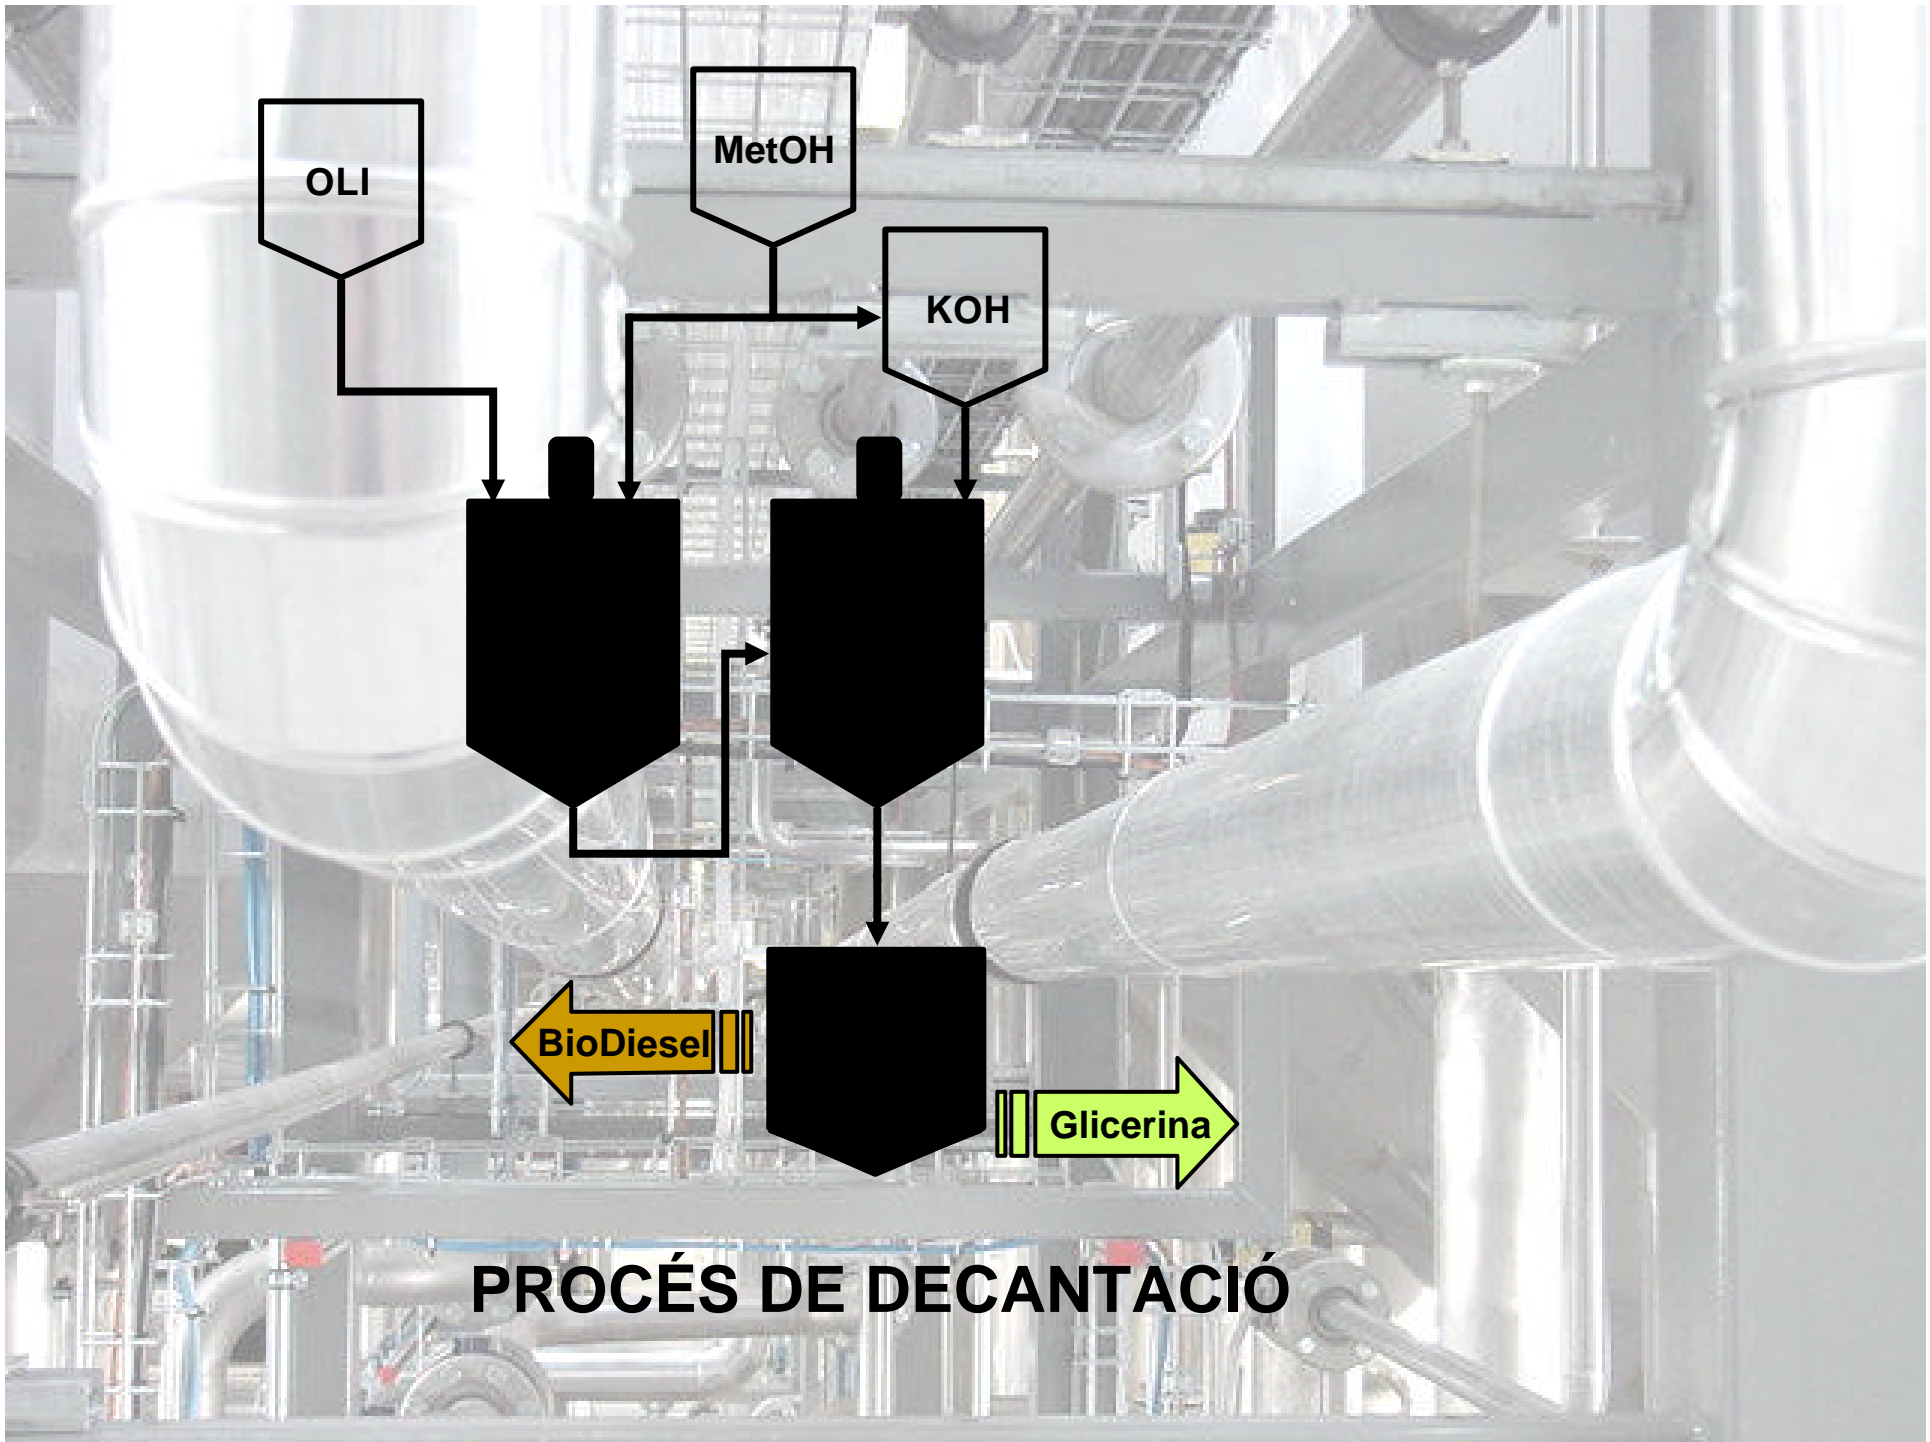 MetOH
OLI
KOH
BioDiesel
Glicerina
PROCÉS DE DECANTACIÓ